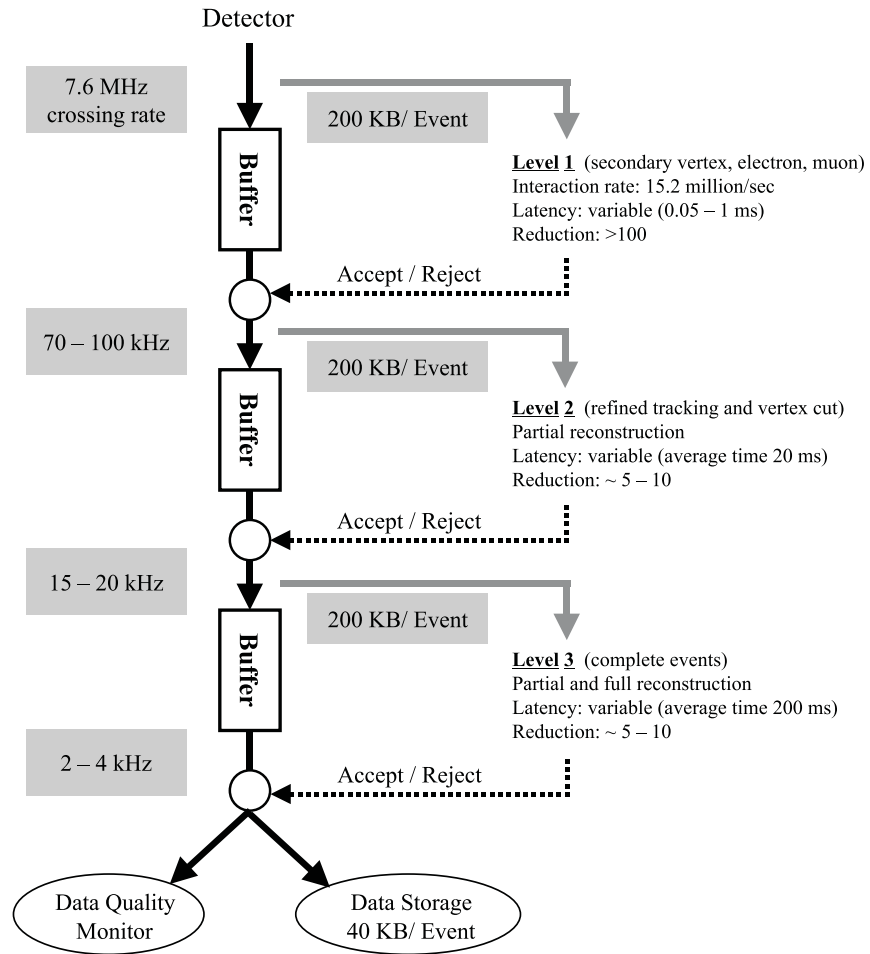 Detector
7.6 MHz
crossing rate
200 KB/ Event
Buffer
Level 1 (secondary vertex, electron, muon)
Interaction rate: 15.2 million/sec
Latency: variable (0.05 – 1 ms)
Reduction: >100
Accept / Reject
70 – 100 kHz
200 KB/ Event
Buffer
Level 2 (refined tracking and vertex cut)
Partial reconstruction
Latency: variable (average time 20 ms)
Reduction: ~ 5 – 10
Accept / Reject
15 – 20 kHz
200 KB/ Event
Buffer
Level 3 (complete events)
Partial and full reconstruction
Latency: variable (average time 200 ms)
Reduction: ~ 5 – 10
2 – 4 kHz
Accept / Reject
Data Quality
Monitor
Data Storage
40 KB/ Event